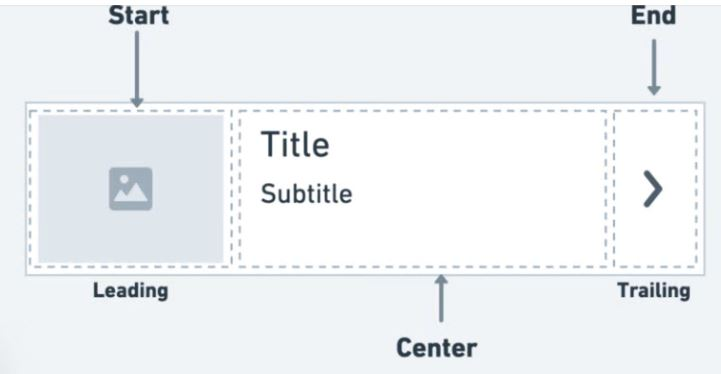 Start
End
Title
Subtitle
Leading
Trailing
Center